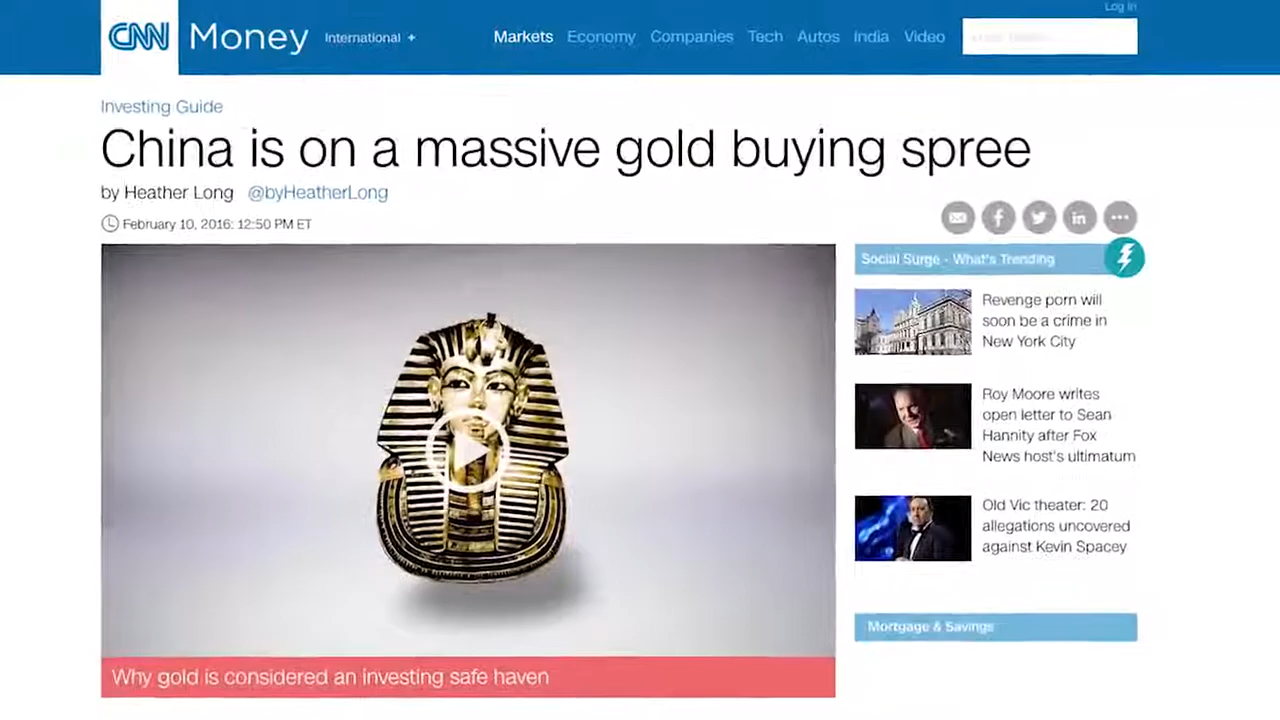 Log In
CNN Money International +
Markets Economy Companies Tech Autos India Video
Investing Guide
China is on a massive gold buying spree
by Heather Long @byHeatherLong
February 10, 2016: 12:50 PM ET
Why gold is considered an investing safe haven
Social Surge - What's Trending
Revenge porn will
soon be a crime in
New York City
Roy Moore writes
open letter to Sean
Hannity after Fox
News host's ultimatum
Old Vic theater: 20
allegations uncovered
against Kevin Spacey
Mortgage & Savings